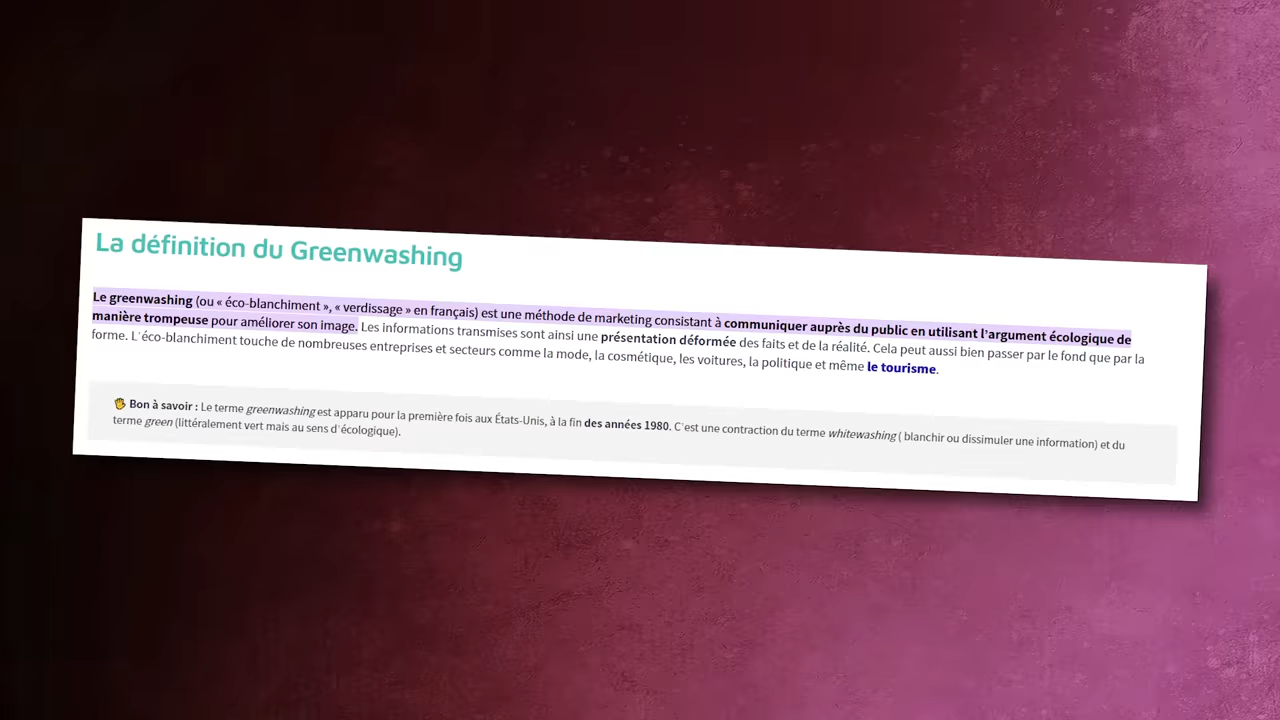 La définition du Greenwashing
Le greenwashing (ou « éco-blanchiment », « verdissage » en français) est une méthode de marketing consistant à communiquer auprès du public en utilisant l'argument écologique de
manière trompeuse pour améliorer son image. Les informations transmises sont ainsi une présentation déformée des faits et de la réalité. Cela peut aussi bien passer par le fond que par la
forme. L'éco-blanchiment touche de nombreuses entreprises et secteurs comme la mode, la cosmétique, les voitures, la politique et même le tourisme.
👋 Bon à savoir : Le terme greenwashing est apparu pour la première fois aux États-Unis, à la fin des années 1980. C'est une contraction du terme whitewashing ( blanchir ou dissimuler une information) et du
terme green (littéralement vert mais au sens d'écologique).